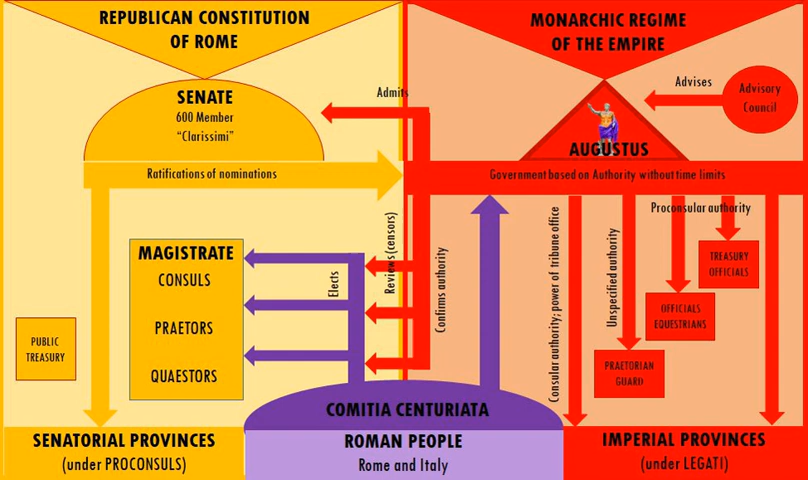 REPUBLICAN CONSTITUTION
OF ROME
MONARCHIC REGIME
OF THE EMPIRE
SENATE
600 Member
“Clarissimi”
Admits
Advises
Advisory
Council
AUGUSTUS
Ratifications of nominations
Government based on Authority without time limits
Proconsular authority
MAGISTRATE
CONSULS
PRAETORS
QUAESTORS
Elects
Reviews (censors)
Confirms authority
Consular authority; power of tribune office
Unspecified authority
TREASURY
OFFICIALS
OFFICIALS
EQUESTRIANS
PRAETORIAN
GUARD
PUBLIC
TREASURY
COMITIA CENTURIATA
SENATORIAL PROVINCES
(under PROCONSULS)
ROMAN PEOPLE
Rome and Italy
IMPERIAL PROVINCES
(under LEGATI)